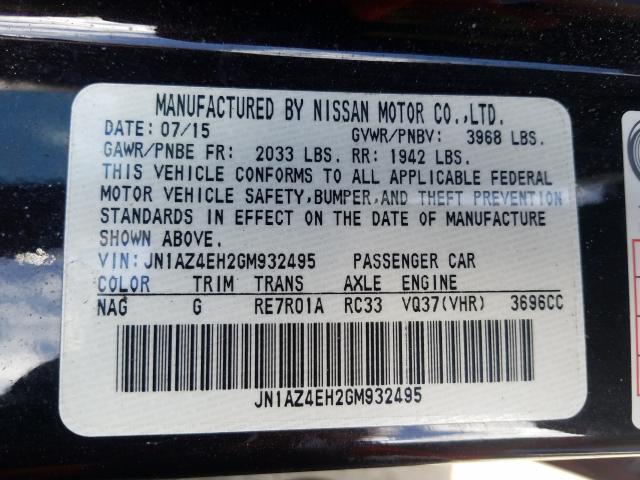 MANUFACTURED BY NISSAN MOTOR CO.,LTD.
DATE: 07/15 GVWR/PNBV: 3968 LBS.
GAWR/PNBE FR: 2033 LBS. RR: 1942 LBS.
THIS VEHICLE CONFORMS TO ALL APPLICABLE FEDERAL
MOTOR VEHICLE SAFETY,BUMPER,AND THEFT PREVENTION
STANDARDS IN EFFECT ON THE DATE OF MANUFACTURE
SHOWN ABOVE.
VIN:JN1AZ4EH2GM932495 PASSENGER CAR
COLOR TRIM TRANS AXLE ENGINE
NAG G RE7R01A RC33 VQ37(VHR) 3696CC
JN1AZ4EH2GM932495